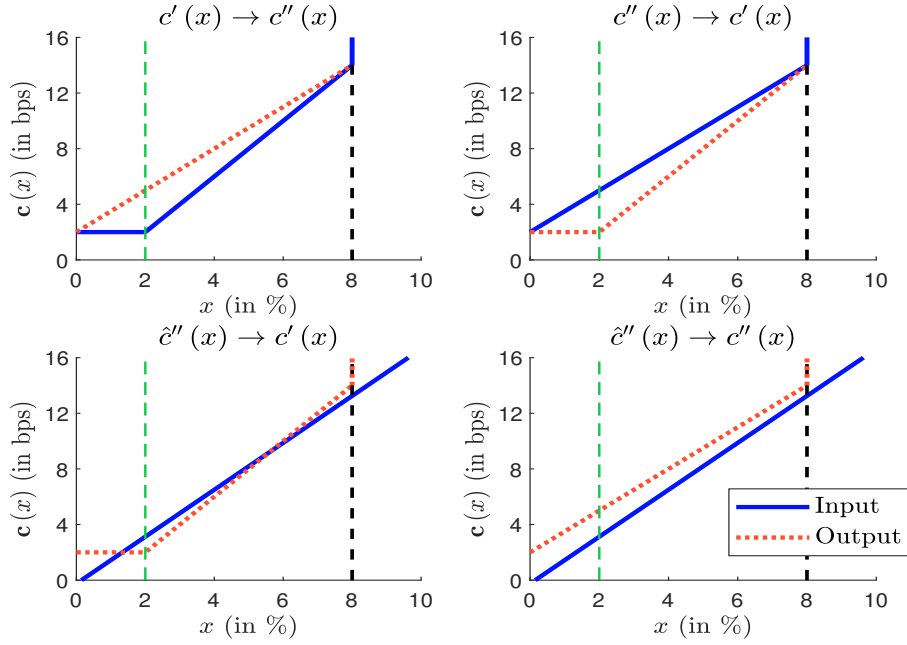 c′(x) → c″(x)
c″(x) → c′(x)
16
12
8
4
0
c(x) (in bps)
0 2 4 6 8 10
x (in %)
16
12
8
4
0
c(x) (in bps)
0 2 4 6 8 10
x (in %)
ĉ″(x) → c′(x)
ĉ″(x) → c″(x)
16
12
8
4
0
c(x) (in bps)
0 2 4 6 8 10
x (in %)
16
12
8
4
0
c(x) (in bps)
0 2 4 6 8 10
x (in %)
Input
Output